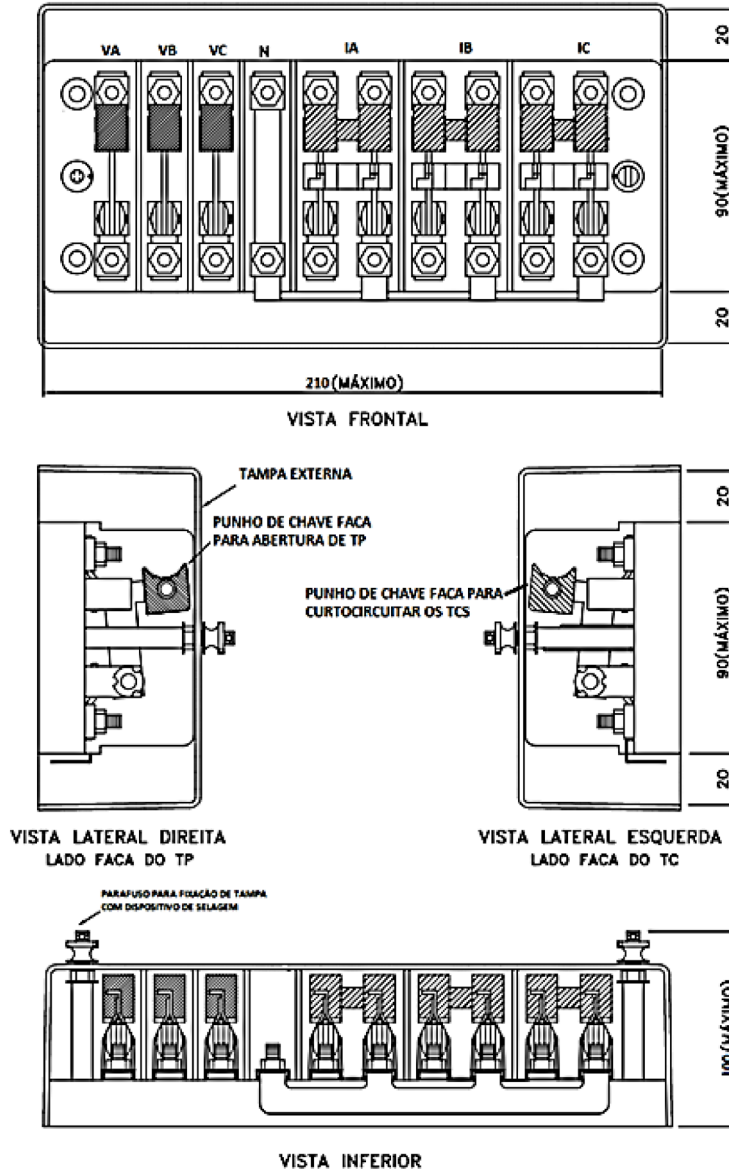 VA VB VC N IA IB IC
20
90(MÁXIMO)
20
210(MÁXIMO)
VISTA FRONTAL
TAMPA EXTERNA
PUNHO DE CHAVE FACA
PARA ABERTURA DE TP
PUNHO DE CHAVE FACA PARA
CURTOCIRCUITAR OS TCS
20
90(MÁXIMO)
20
VISTA LATERAL DIREITA
LADO FACA DO TP
VISTA LATERAL ESQUERDA
LADO FACA DO TC
PARAFUSO PARA FIXAÇÃO DE TAMPA
COM DISPOSITIVO DE SELAGEM
100(MÁXIMO)
VISTA INFERIOR